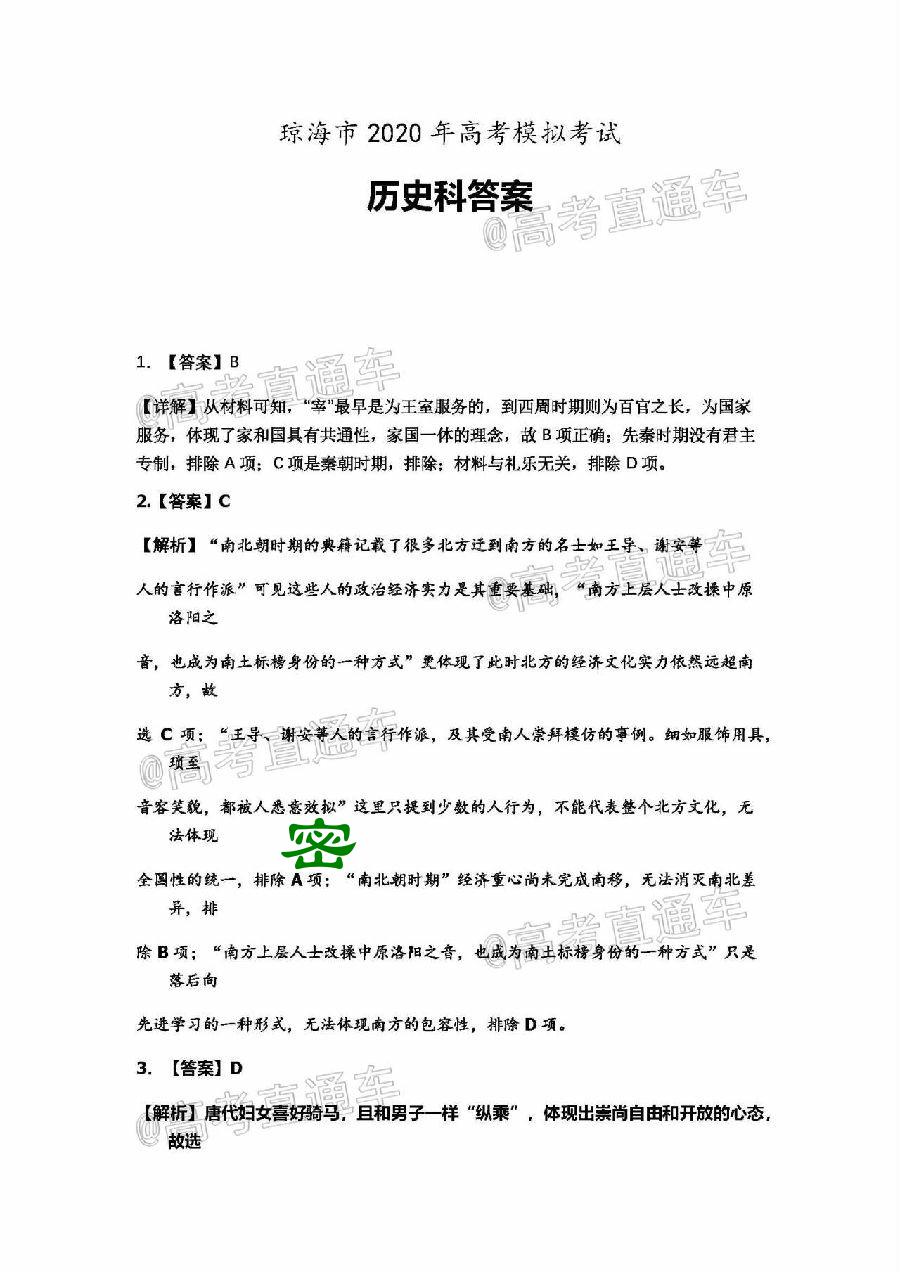 琼海市 2020 年高考模拟考试
历史科答案
@高考直通车
1. 【答案】B
@高考直通车
【详解】从材料可知，“宰”最早是为王室服务的，到西周时期则为百官之长，为国家
服务，体现了家和国具有共通性，家国一体的理念，故 B 项正确；先秦时期没有君主
专制，排除 A 项；C 项是秦朝时期，排除；材料与礼乐无关，排除 D 项。
2.【答案】C
【解析】“南北朝时期的典籍记载了很多北方迁到南方的名士如王导、谢安等
@高考直通车
人的言行作派”可见这些人的政治经济实力是其重要基础，“南方上层人士改操中原
洛阳之
音，也成为南土标榜身份的一种方式”更体现了此时北方的经济文化实力依然远超南
方，故
选 C 项；“王导、谢安等人的言行作派，及其受南人崇拜模仿的事例。细如服饰用具，
琐至
@高考直通车
音容笑貌，都被人悉意效拟”这里只提到少数的人行为，不能代表整个北方文化，无
法体现
密
全国性的统一，排除 A 项；“南北朝时期”经济重心尚未完成南移，无法消灭南北差
异，排
@高考直通车
除 B 项；“南方上层人士改操中原洛阳之音，也成为南土标榜身份的一种方式”只是
落后向
先进学习的一种形式，无法体现南方的包容性，排除 D 项。
3. 【答案】D
@高考直通车
【解析】唐代妇女喜好骑马，且和男子一样“纵乘”，体现出崇尚自由和开放的心态，
故选